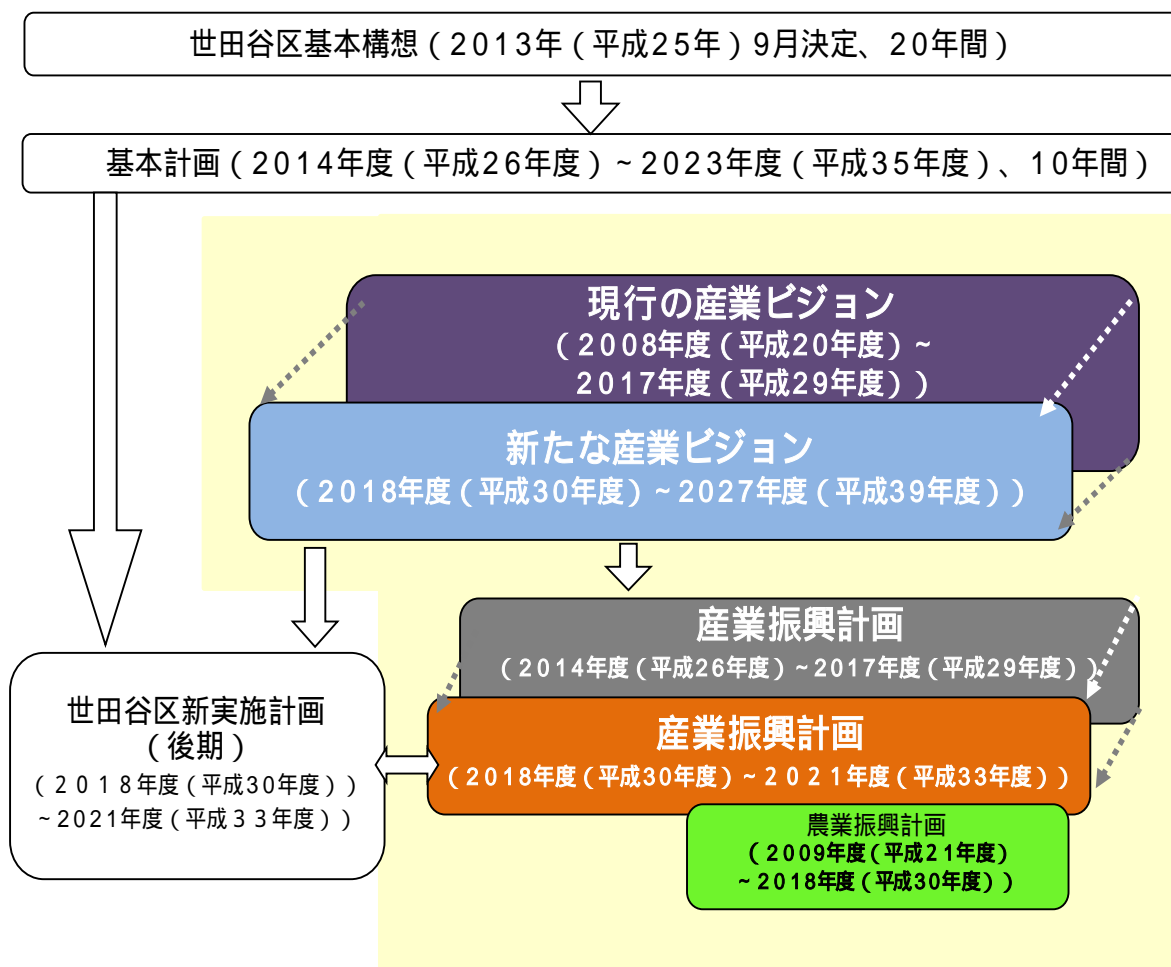 世田谷区基本構想（2013年（平成25年）9月決定、20年間）
基本計画（2014年度（平成26年度）~2023年度（平成35年度）、10年間）
現行の産業ビジョン
（2008年度（平成20年度）~
2017年度（平成29年度））
新たな産業ビジョン
（2018年度（平成30年度）~2027年度（平成39年度））
産業振興計画
（2014年度（平成26年度）~2017年度（平成29年度））
世田谷区新実施計画
（後期）
（２０１８年度（平成30年度））
~2021年度（平成３３年度））
産業振興計画
（2018年度（平成30年度）~２021年度（平成33年度））
農業振興計画
（2009年度（平成２1年度）
~2018年度（平成30年度））